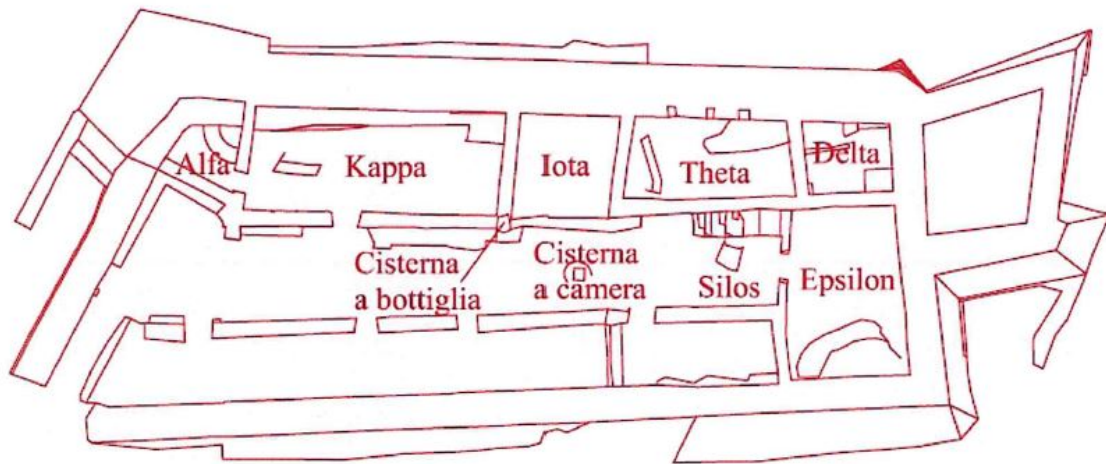 Alfa
Kappa
Iota
Theta
Delta
Cisterna
a bottiglia
Cisterna
a camera
Silos
Epsilon